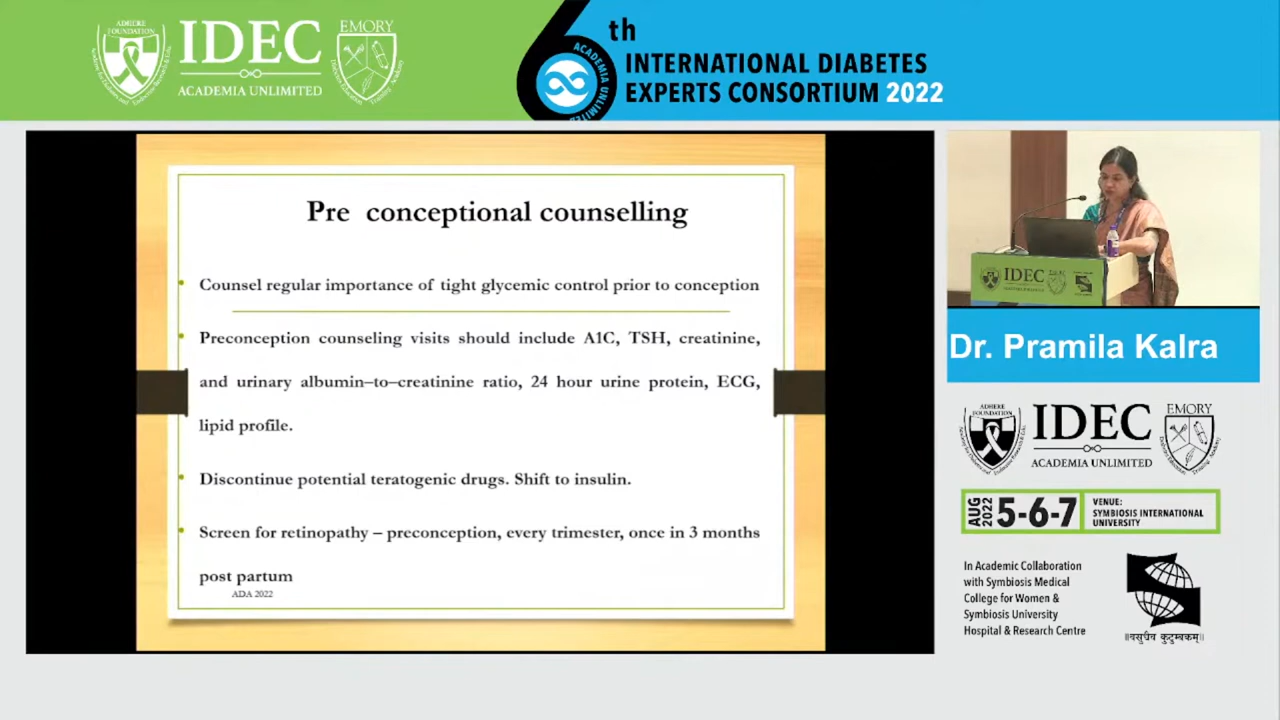 ADHERE
FOUNDATION
IDEC
ACADEMIA UNLIMITED
EMORY
6th
ACADEMIA UNLIMITED
INTERNATIONAL DIABETES
EXPERTS CONSORTIUM 2022
Pre conceptional counselling
• Counsel regular importance of tight glycemic control prior to conception
• Preconception counseling visits should include A1C, TSH, creatinine,
and urinary albumin–to–creatinine ratio, 24 hour urine protein, ECG,
lipid profile.
• Discontinue potential teratogenic drugs. Shift to insulin.
• Screen for retinopathy – preconception, every trimester, once in 3 months
post partum
ADA 2022
IDEC
Dr. Pramila Kalra
ADHERE
FOUNDATION
IDEC
ACADEMIA UNLIMITED
EMORY
AUG
2022
5-6-7
VENUE:
SYMBIOSIS INTERNATIONAL
UNIVERSITY
In Academic Collaboration
with Symbiosis Medical
College for Women &
Symbiosis University
Hospital & Research Centre
॥वसुधैव कुटुम्बकम्॥